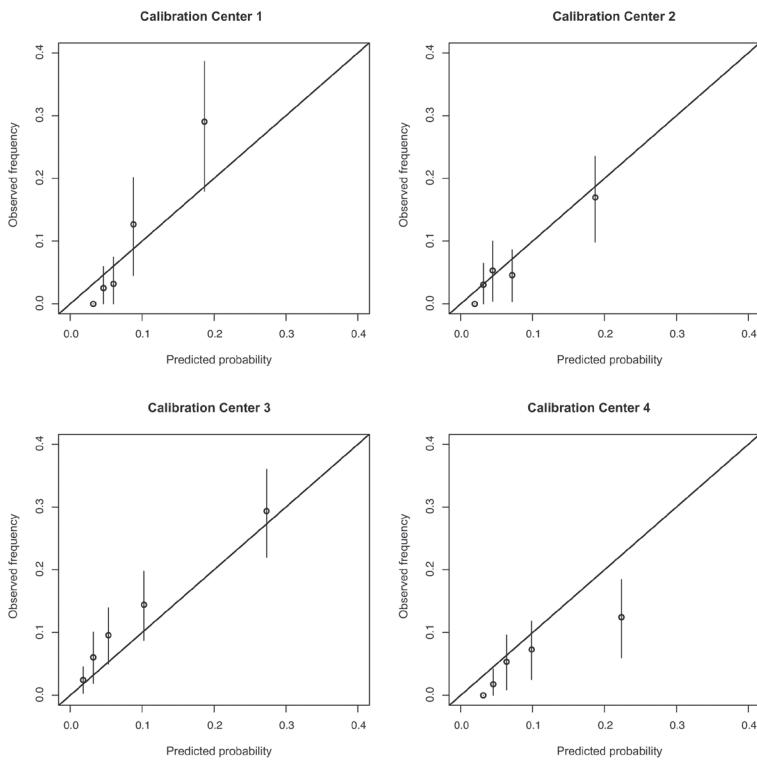 Calibration Center 1
Observed frequency
0.0 0.1 0.2 0.3 0.4
0.0 0.1 0.2 0.3 0.4
Predicted probability
Calibration Center 2
Observed frequency
0.0 0.1 0.2 0.3 0.4
0.0 0.1 0.2 0.3 0.4
Predicted probability
Calibration Center 3
Observed frequency
0.0 0.1 0.2 0.3 0.4
0.0 0.1 0.2 0.3 0.4
Predicted probability
Calibration Center 4
Observed frequency
0.0 0.1 0.2 0.3 0.4
0.0 0.1 0.2 0.3 0.4
Predicted probability